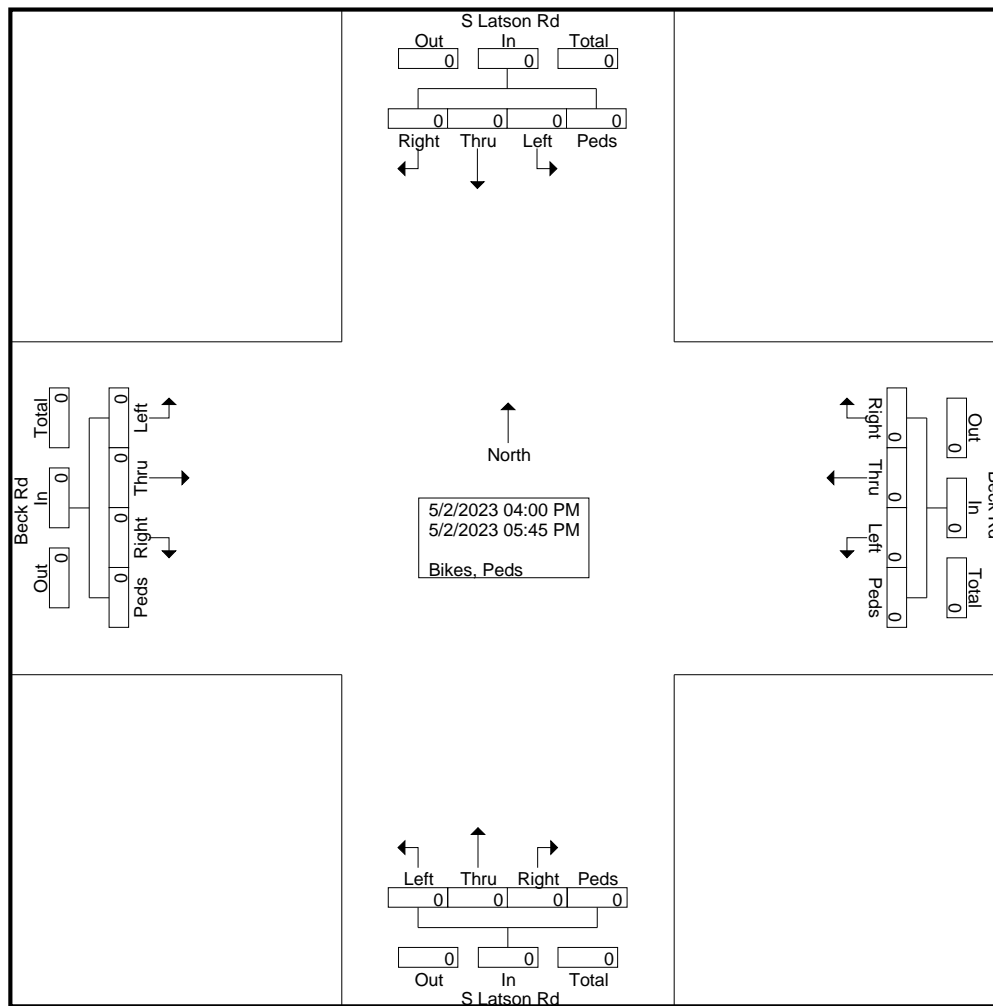 S Latson Rd
Out In Total
0 0 0
0 0 0 0
Right Thru Left Peds
Beck Rd
Total In Out
0 0 0
0 0 0 0
Left Thru Right Peds
North
5/2/2023 04:00 PM
5/2/2023 05:45 PM
Bikes, Peds
Right Thru Left Peds
0 0 0 0
Out In Total
0 0 0
Beck Rd
Left Thru Right Peds
0 0 0 0
0 0 0
Out In Total
S Latson Rd